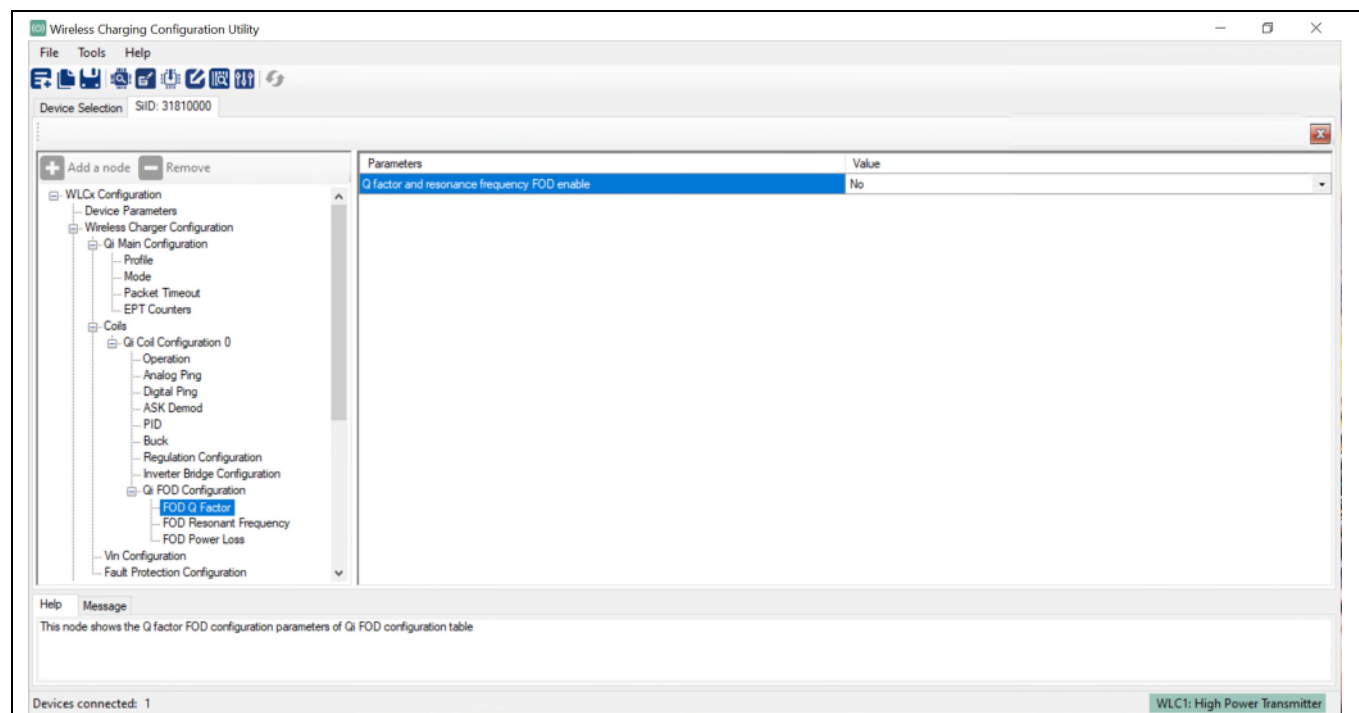 Wireless Charging Configuration Utility
File Tools Help
Device Selection SilD: 31810000
Add a node Remove
Parameters Value
Q factor and resonance frequency FOD enable No
WLCx Configuration
Device Parameters
Wireless Charger Configuration
Qi Main Configuration
Profile
Mode
Packet Timeout
EPT Counters
Coils
Qi Coil Configuration 0
Operation
Analog Ping
Digital Ping
ASK Demod
PID
Buck
Regulation Configuration
Inverter Bridge Configuration
Qi FOD Configuration
FOD Q Factor
FOD Resonant Frequency
FOD Power Loss
Vin Configuration
Fault Protection Configuration
Help Message
This node shows the Q factor FOD configuration parameters of Qi FOD configuration table
Devices connected: 1 WLC1: High Power Transmitter